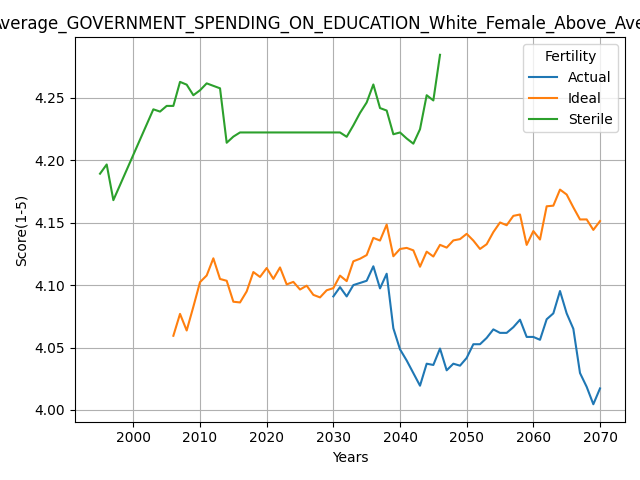 Average_GOVERNMENT_SPENDING_ON_EDUCATION_White_Female_Above_Ave
Fertility
Actual
Ideal
Sterile
Score(1-5)
4.25
4.20
4.15
4.10
4.05
4.00
2000 2010 2020 2030 2040 2050 2060 2070
Years